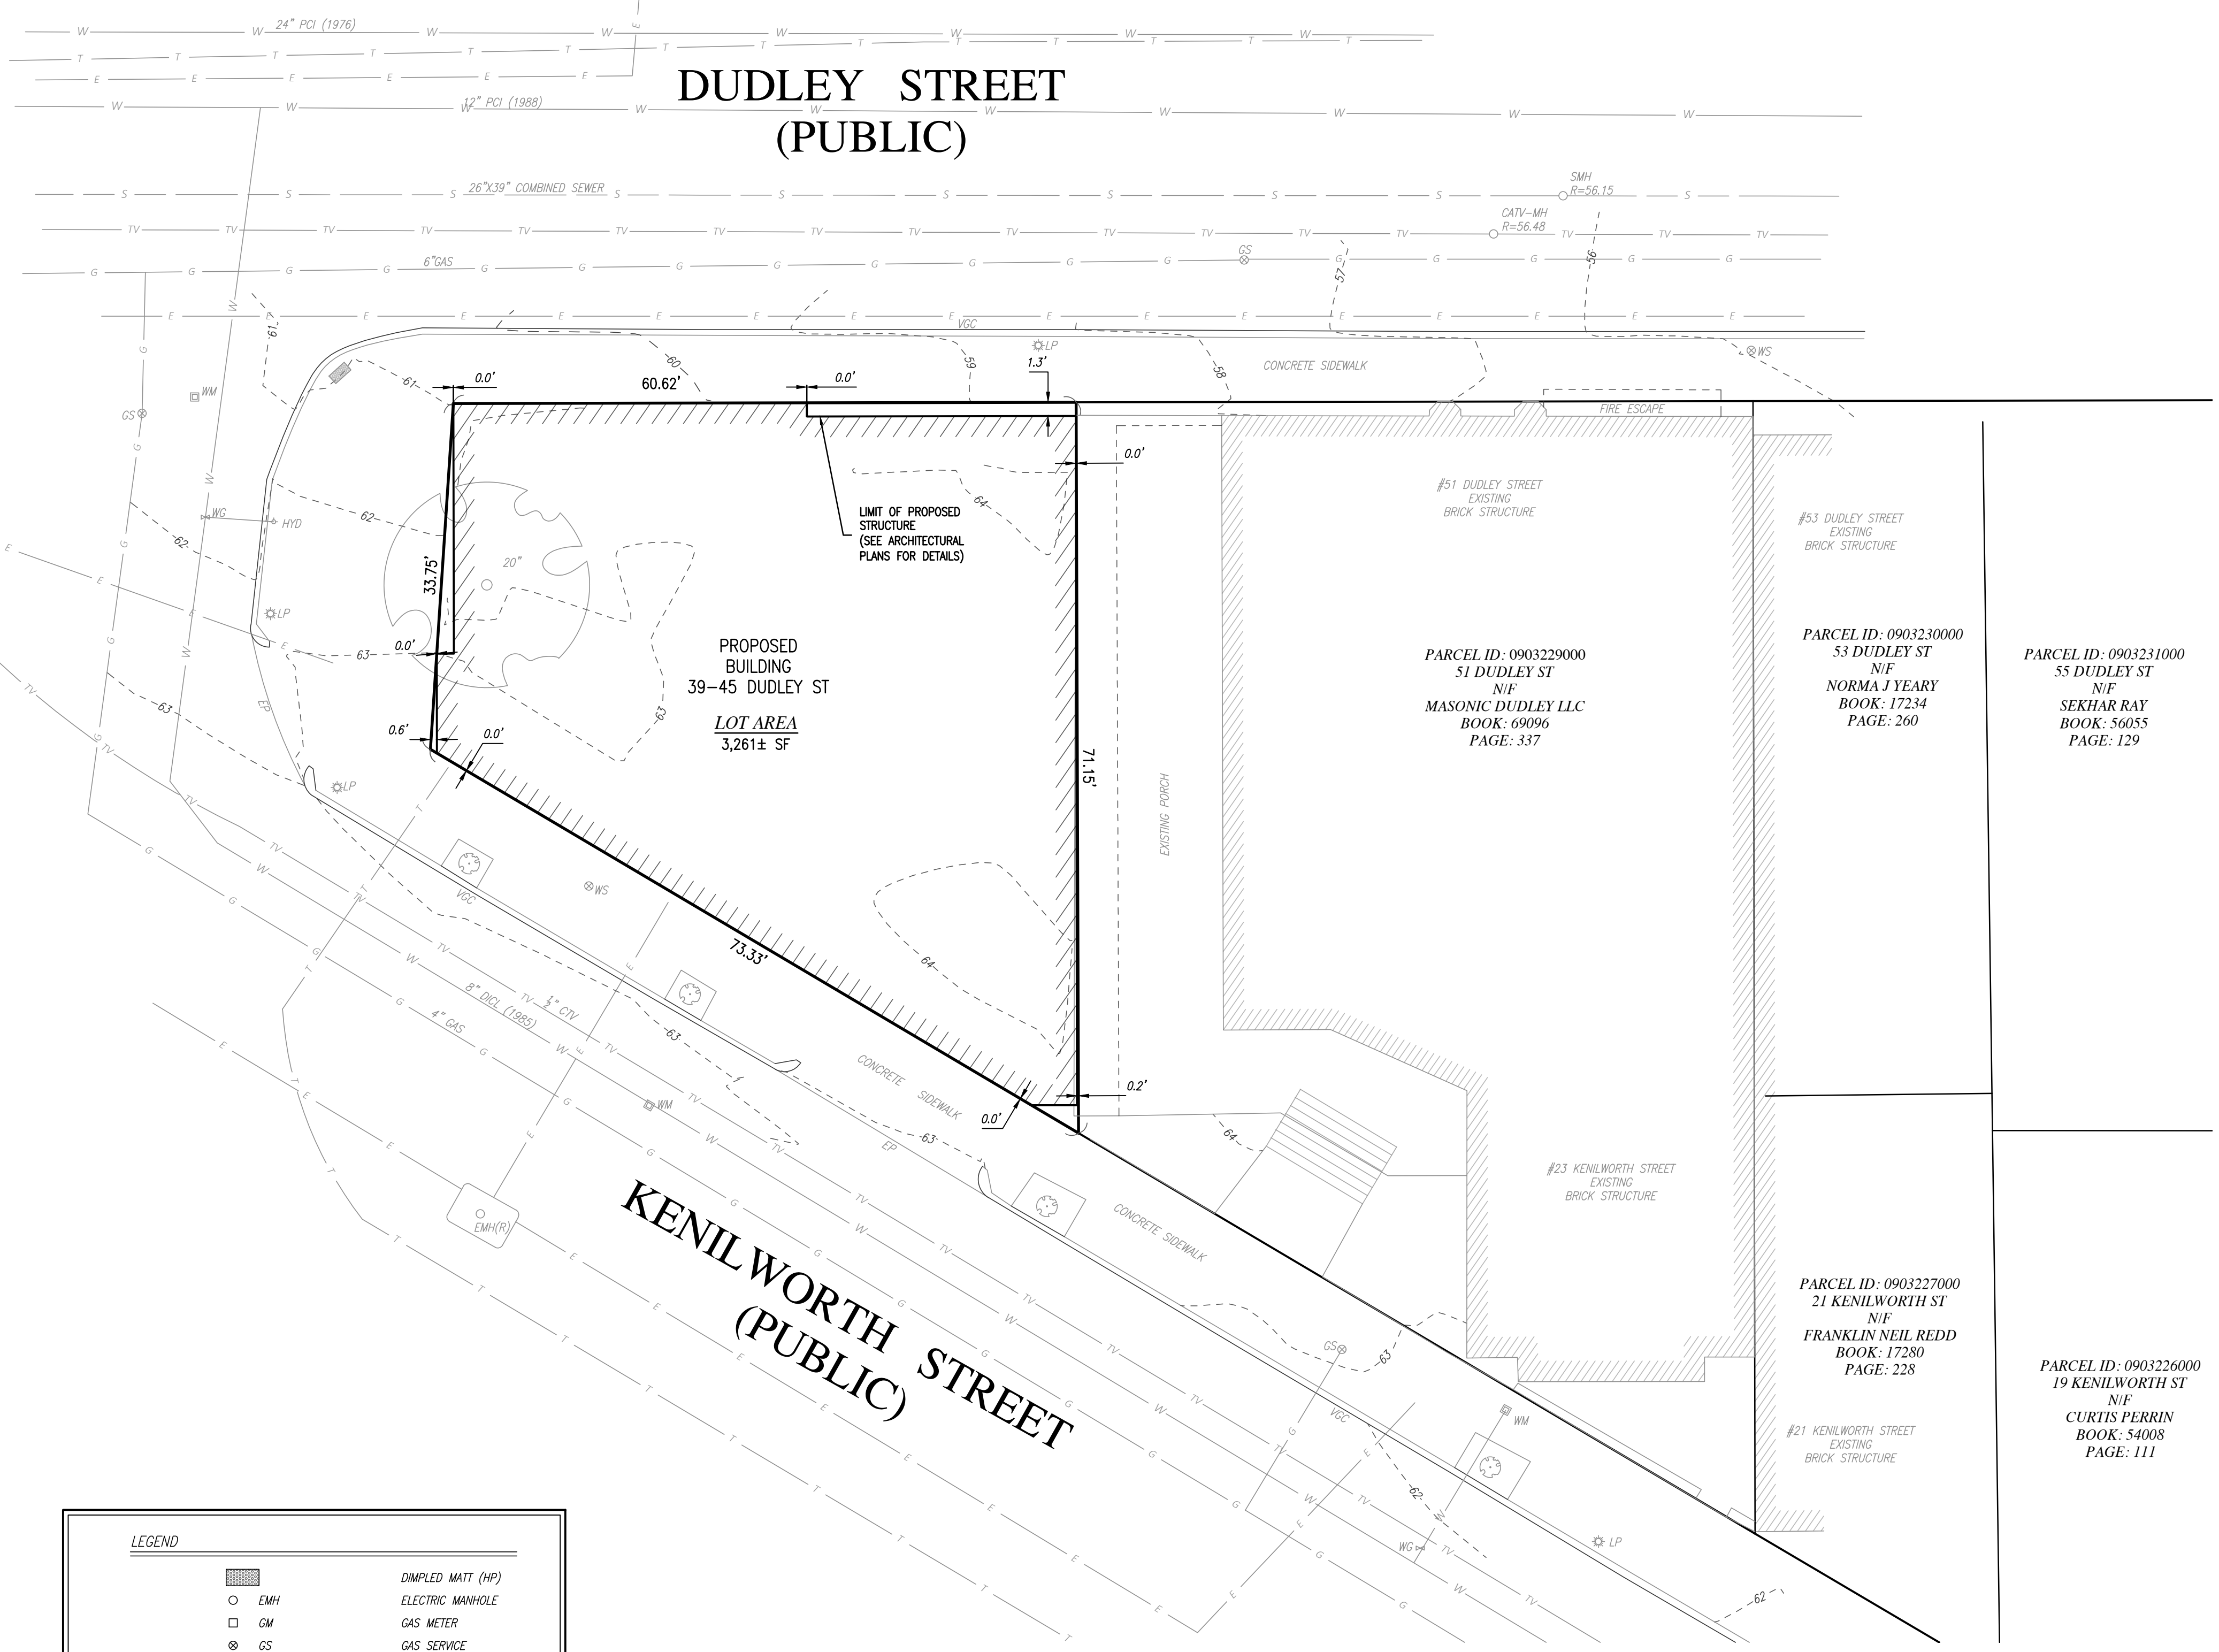 24" PCI (1976)
DUDLEY STREET
(PUBLIC)
12" PCI (1988)
26"X39" COMBINED SEWER
SMH
R=56.15
CATV-MH
R=56.48
6"GAS
GS
57
56
61
VGC
LP
WS
CONCRETE SIDEWALK
60
59
58
61
0.0'
60.62'
0.0'
1.3'
WM
GS
FIRE ESCAPE
0.0'
64
LIMIT OF PROPOSED
STRUCTURE
(SEE ARCHITECTURAL
PLANS FOR DETAILS)
#51 DUDLEY STREET
EXISTING
BRICK STRUCTURE
#53 DUDLEY STREET
EXISTING
BRICK STRUCTURE
WG
HYD
62
62
20"
33.75'
LP
0.0'
63
63
EP
63
0.6'
0.0'
PROPOSED
BUILDING
39-45 DUDLEY ST
LOT AREA
3,261± SF
PARCEL ID: 0903229000
51 DUDLEY ST
N/F
MASONIC DUDLEY LLC
BOOK: 69096
PAGE: 337
PARCEL ID: 0903230000
53 DUDLEY ST
N/F
NORMA J YEARY
BOOK: 17234
PAGE: 260
PARCEL ID: 0903231000
55 DUDLEY ST
N/F
SEKHAR RAY
BOOK: 56055
PAGE: 129
71.15'
EXISTING PORCH
LP
VGC
WS
73.33'
64
8" DICL (1985)
½" CTV
4" GAS
63
WM
CONCRETE SIDEWALK
63
EP
0.0'
0.2'
64
EMH(R)
KENILWORTH STREET
(PUBLIC)
CONCRETE SIDEWALK
#23 KENILWORTH STREET
EXISTING
BRICK STRUCTURE
PARCEL ID: 0903227000
21 KENILWORTH ST
N/F
FRANKLIN NEIL REDD
BOOK: 17280
PAGE: 228
PARCEL ID: 0903226000
19 KENILWORTH ST
N/F
CURTIS PERRIN
BOOK: 54008
PAGE: 111
#21 KENILWORTH STREET
EXISTING
BRICK STRUCTURE
GS
63
VGC
WM
62
WG
LP
62
LEGEND
DIMPLED MATT (HP)
EMH ELECTRIC MANHOLE
GM GAS METER
GS GAS SERVICE